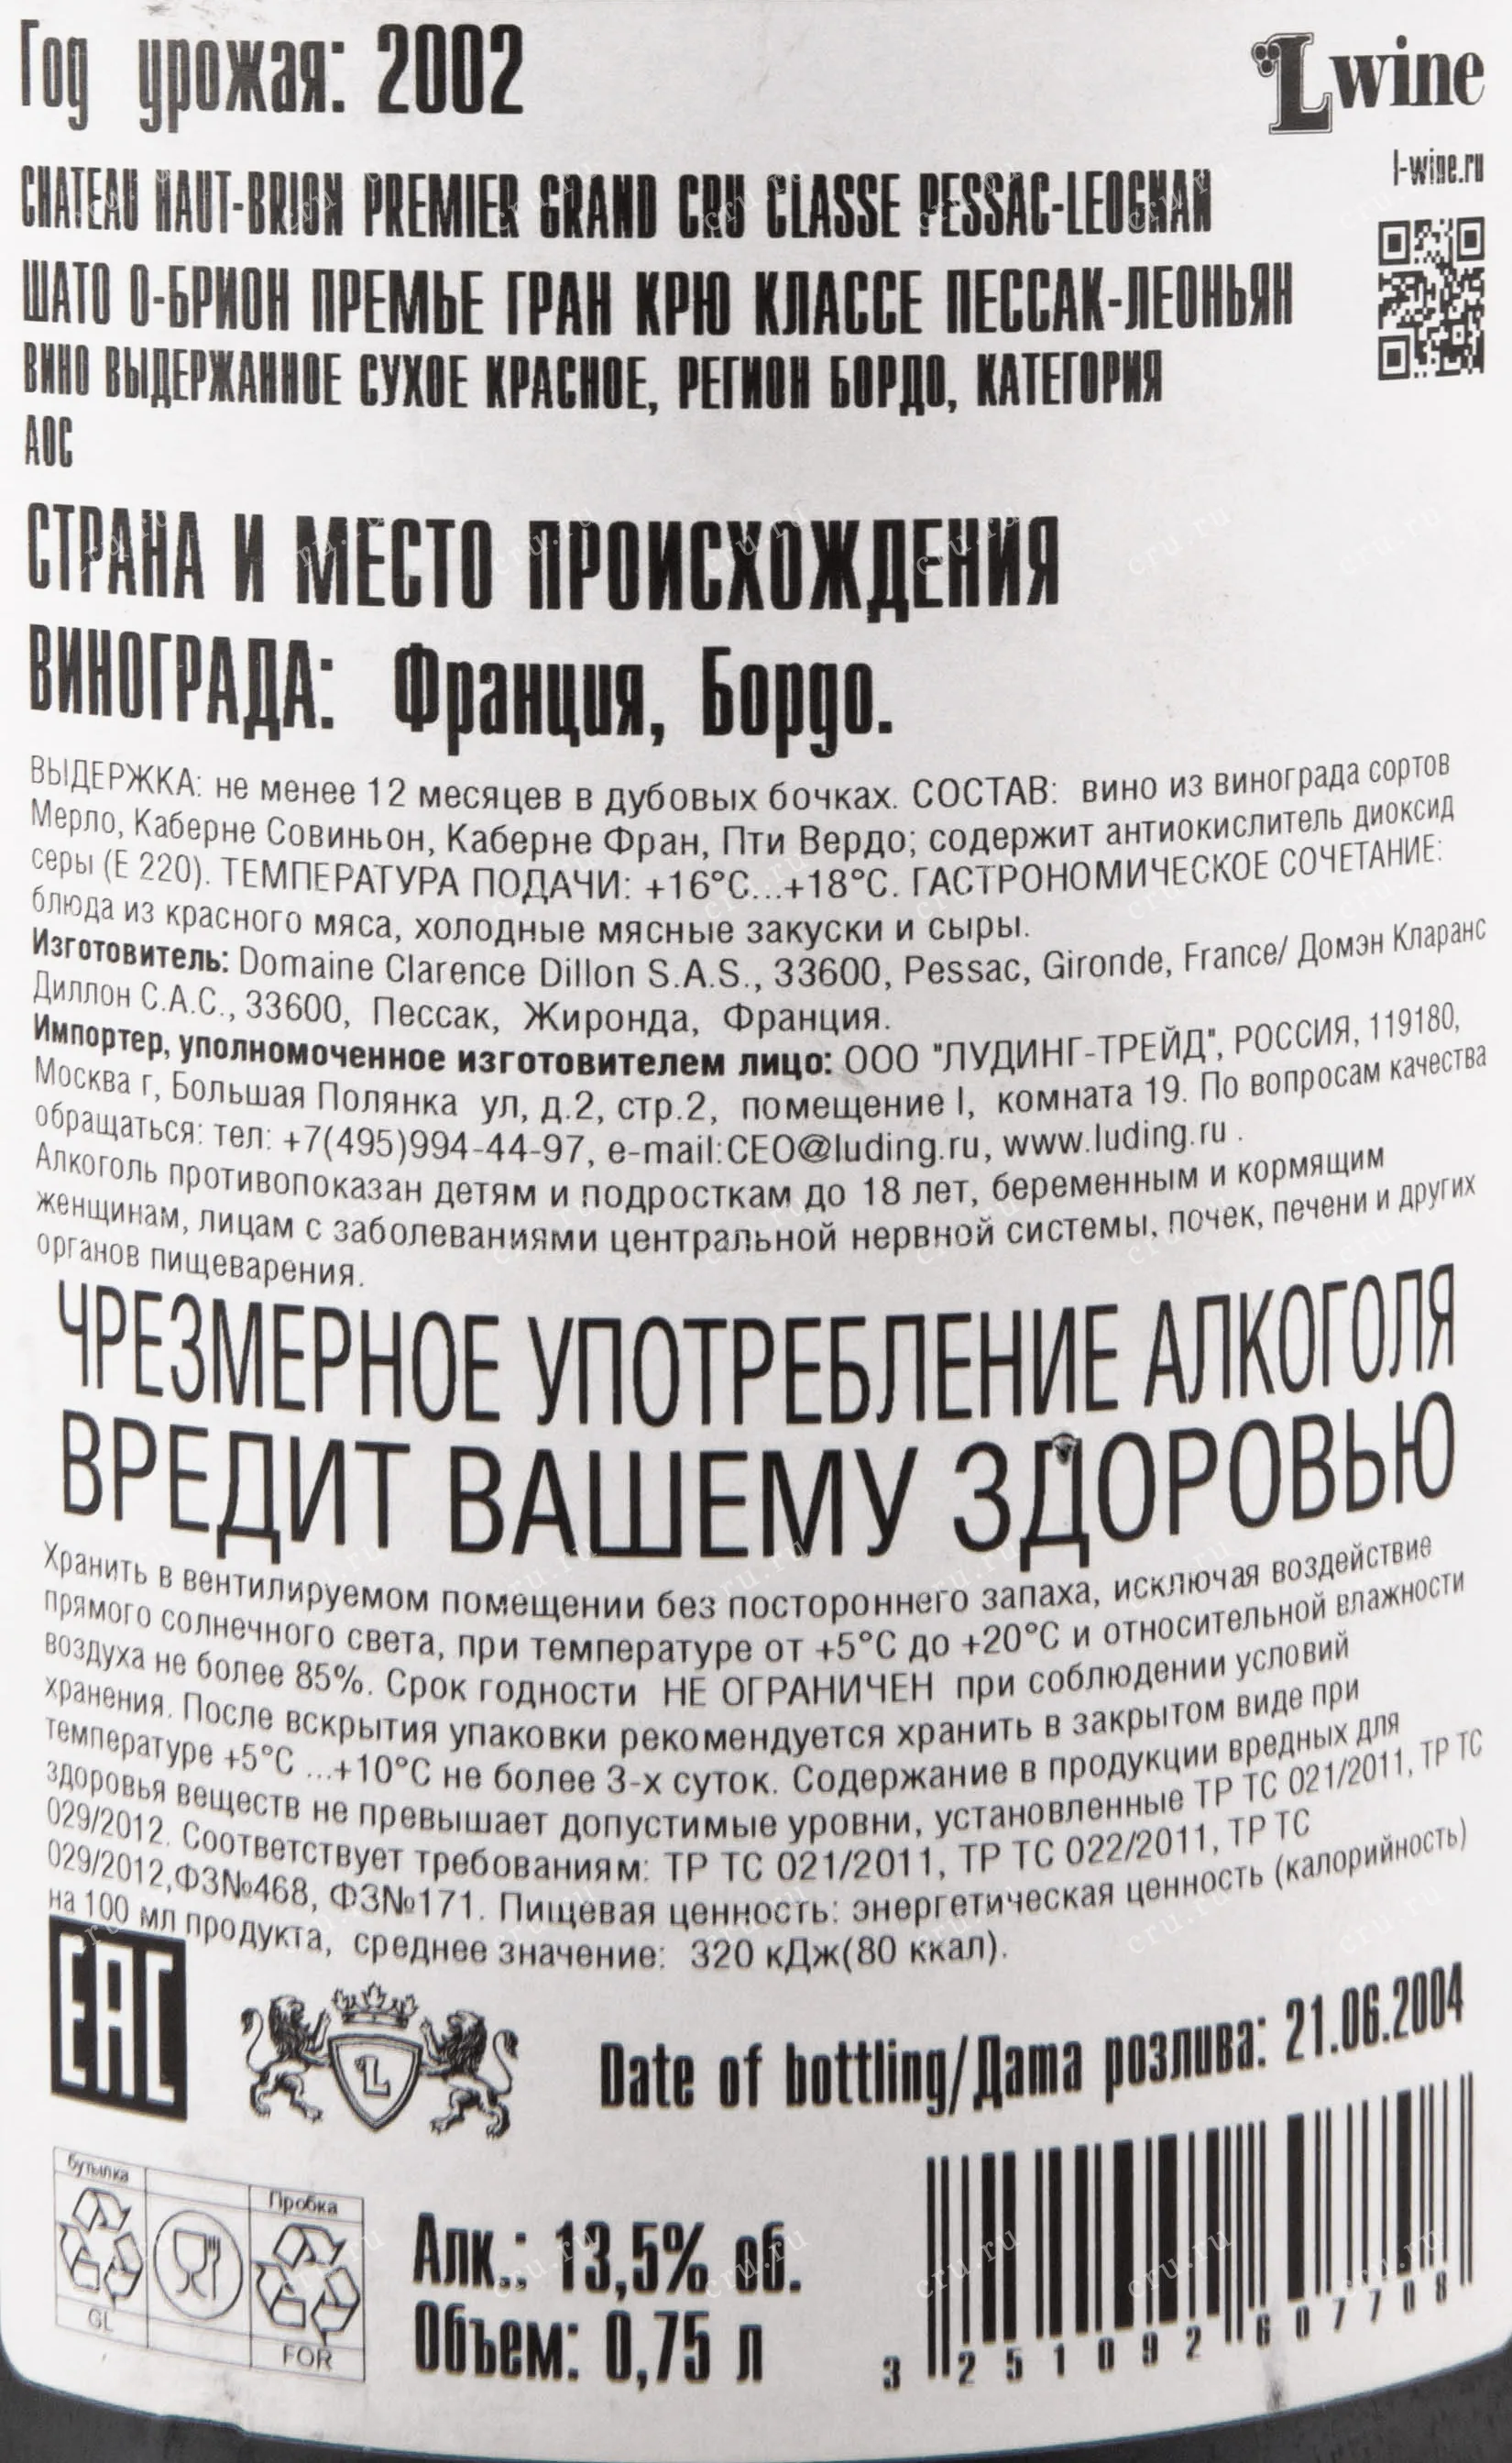 Год урожая: 2002
Lwine
l-wine.ru
CHATEAU HAUT-BRION PREMIER GRAND CRU CLASSE PESSAC-LEOGNAN
ШАТО О-БРИОН ПРЕМЬЕ ГРАН КРЮ КЛАССЕ ПЕССАК-ЛЕОНЬЯН
ВИНО ВЫДЕРЖАННОЕ СУХОЕ КРАСНОЕ, РЕГИОН БОРДО, КАТЕГОРИЯ
АОС
СТРАНА И МЕСТО ПРОИСХОЖДЕНИЯ
ВИНОГРАДА: Франция, Бордо.
ВЫДЕРЖКА: не менее 12 месяцев в дубовых бочках. СОСТАВ: вино из винограда сортов
Мерло, Каберне Совиньон, Каберне Фран, Пти Вердо; содержит антиокислитель диоксид
серы (Е 220). ТЕМПЕРАТУРА ПОДАЧИ: +16°С...+18°С. ГАСТРОНОМИЧЕСКОЕ СОЧЕТАНИЕ:
блюда из красного мяса, холодные мясные закуски и сыры.
Изготовитель: Domaine Clarence Dillon S.A.S., 33600, Pessac, Gironde, France/ Домэн Кларанс
Диллон С.А.С., 33600, Пессак, Жиронда, Франция.
Импортер, уполномоченное изготовителем лицо: ООО "ЛУДИНГ-ТРЕЙД", РОССИЯ, 119180,
Москва г, Большая Полянка ул, д.2, стр.2, помещение I, комната 19. По вопросам качества
обращаться: тел: +7(495)994-44-97, e-mail:CEO@luding.ru, www.luding.ru .
Алкоголь противопоказан детям и подросткам до 18 лет, беременным и кормящим
женщинам, лицам с заболеваниями центральной нервной системы, почек, печени и других
органов пищеварения.
ЧРЕЗМЕРНОЕ УПОТРЕБЛЕНИЕ АЛКОГОЛЯ
ВРЕДИТ ВАШЕМУ ЗДОРОВЬЮ
Хранить в вентилируемом помещении без постороннего запаха, исключая воздействие
прямого солнечного света, при температуре от +5°С до +20°С и относительной влажности
воздуха не более 85%. Срок годности НЕ ОГРАНИЧЕН при соблюдении условий
хранения. После вскрытия упаковки рекомендуется хранить в закрытом виде при
температуре +5°С ...+10°С не более 3-х суток. Содержание в продукции вредных для
здоровья веществ не превышает допустимые уровни, установленные ТР ТС 021/2011, ТР ТС
029/2012. Соответствует требованиям: ТР ТС 021/2011, ТР ТС 022/2011, ТР ТС
029/2012,ФЗ№468, ФЗ№171. Пищевая ценность: энергетическая ценность (калорийность)
на 100 мл продукта, среднее значение: 320 кДж(80 ккал).
EAC
L
Date of bottling/Дата розлива: 21.06.2004
бутылка
Пробка
GL
FOR
Алк.: 13,5% об.
Объем: 0,75 л
3 251092 607708
cru.ru